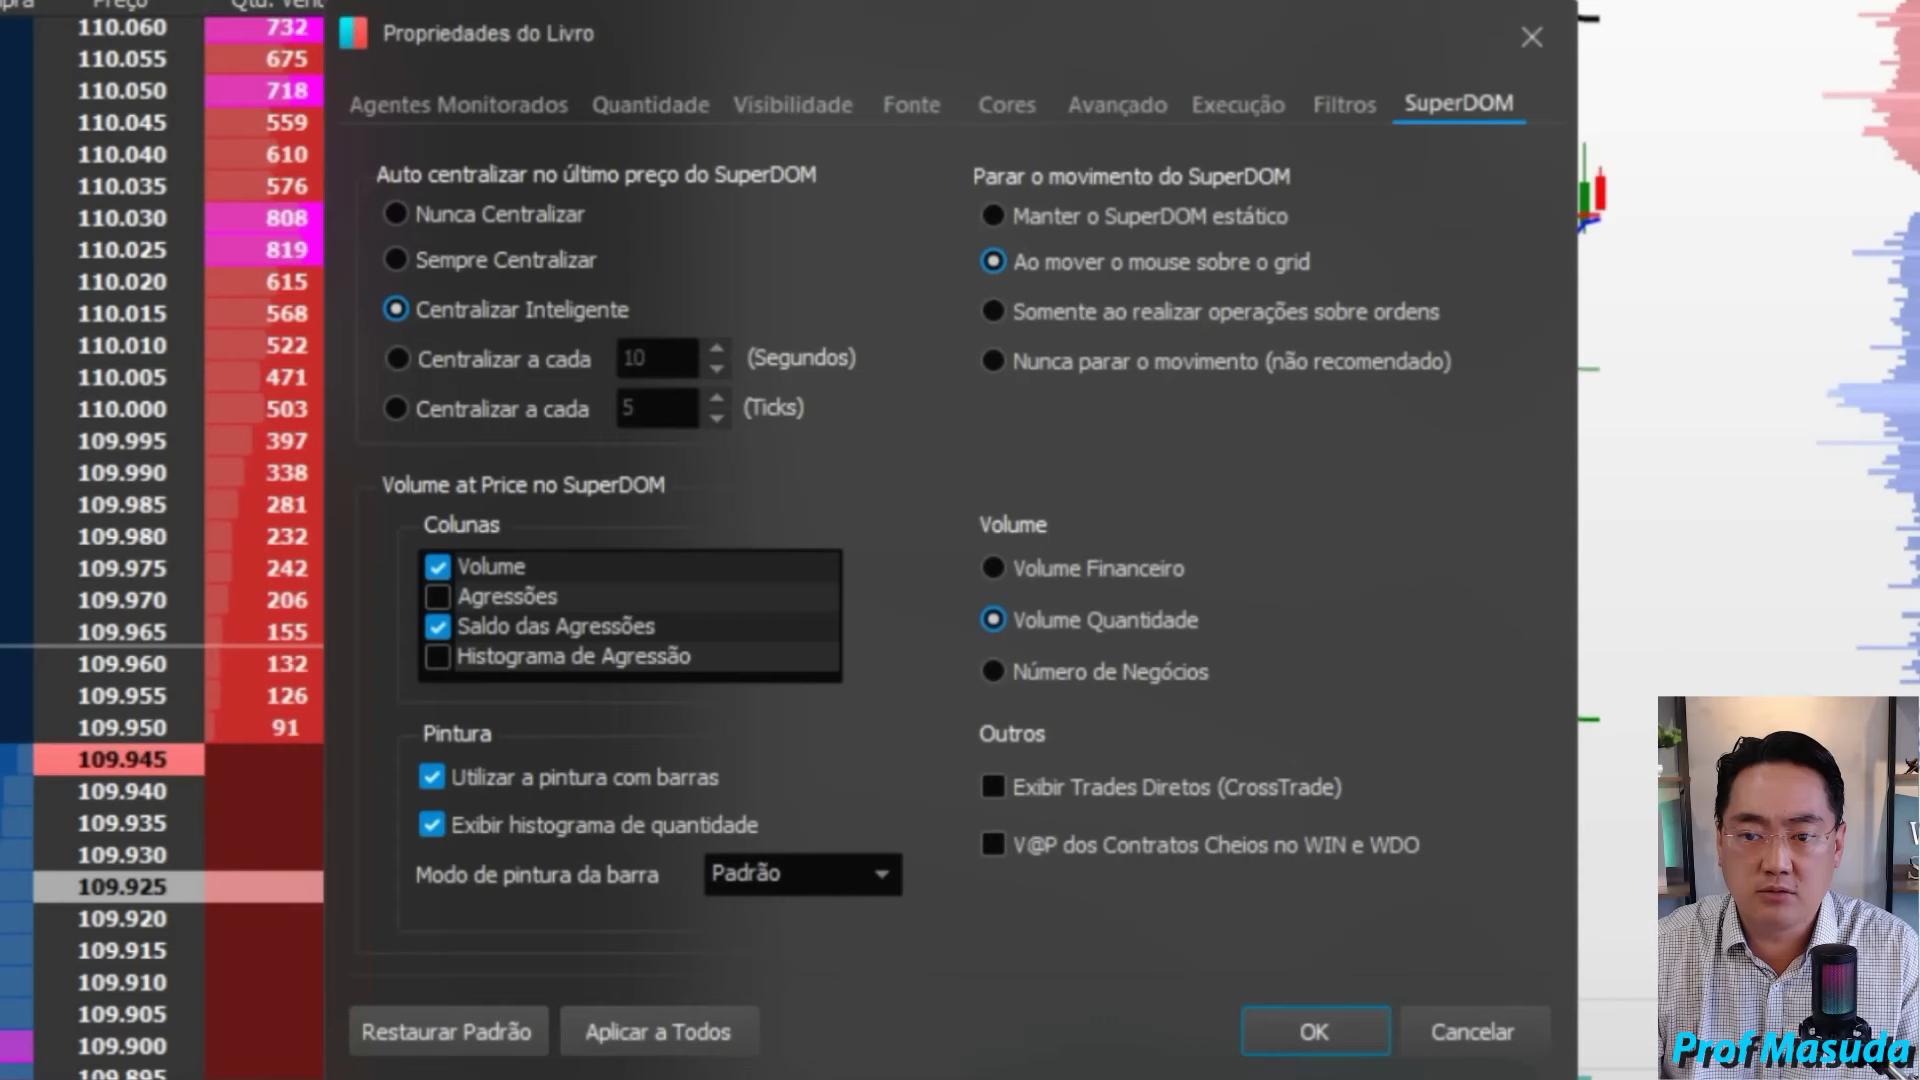 Preço
110.060 732
110.055 675
110.050 718
110.045 559
110.040 610
110.035 576
110.030 808
110.025 819
110.020 615
110.015 568
110.010 522
110.005 471
110.000 503
109.995 397
109.990 338
109.985 281
109.980 232
109.975 242
109.970 206
109.965 155
109.960 132
109.955 126
109.950 91
109.945
109.940
109.935
109.930
109.925
109.920
109.915
109.910
109.905
109.900
109.895
Propriedades do Livro
Agentes Monitorados Quantidade Visibilidade Fonte Cores Avançado Execução Filtros SuperDOM
Auto centralizar no último preço do SuperDOM
Nunca Centralizar
Sempre Centralizar
Centralizar Inteligente
Centralizar a cada 10 (Segundos)
Centralizar a cada 5 (Ticks)
Parar o movimento do SuperDOM
Manter o SuperDOM estático
Ao mover o mouse sobre o grid
Somente ao realizar operações sobre ordens
Nunca parar o movimento (não recomendado)
Volume at Price no SuperDOM
Colunas
Volume
Agressões
Saldo das Agressões
Histograma de Agressão
Volume
Volume Financeiro
Volume Quantidade
Número de Negócios
Pintura
Utilizar a pintura com barras
Exibir histograma de quantidade
Modo de pintura da barra Padrão
Outros
Exibir Trades Diretos (CrossTrade)
V@P dos Contratos Cheios no WIN e WDO
Restaurar Padrão Aplicar a Todos OK Cancelar
Prof Masuda